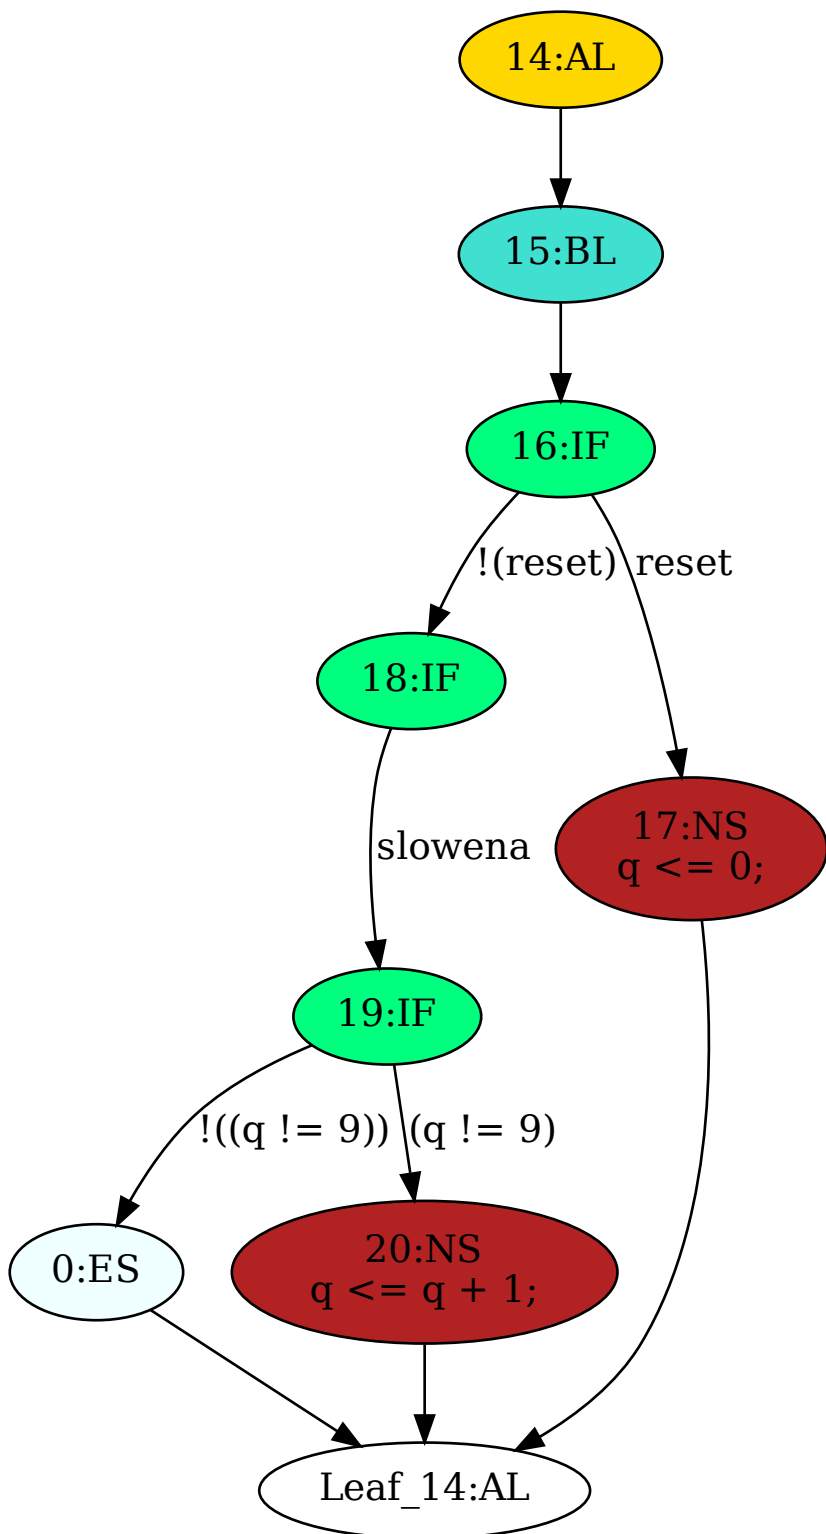 14:AL
15:BL
16:IF
!(reset)
reset
18:IF
17:NS
q <= 0;
slowena
19:IF
!((q != 9))
(q != 9)
0:ES
20:NS
q <= q + 1;
Leaf_14:AL